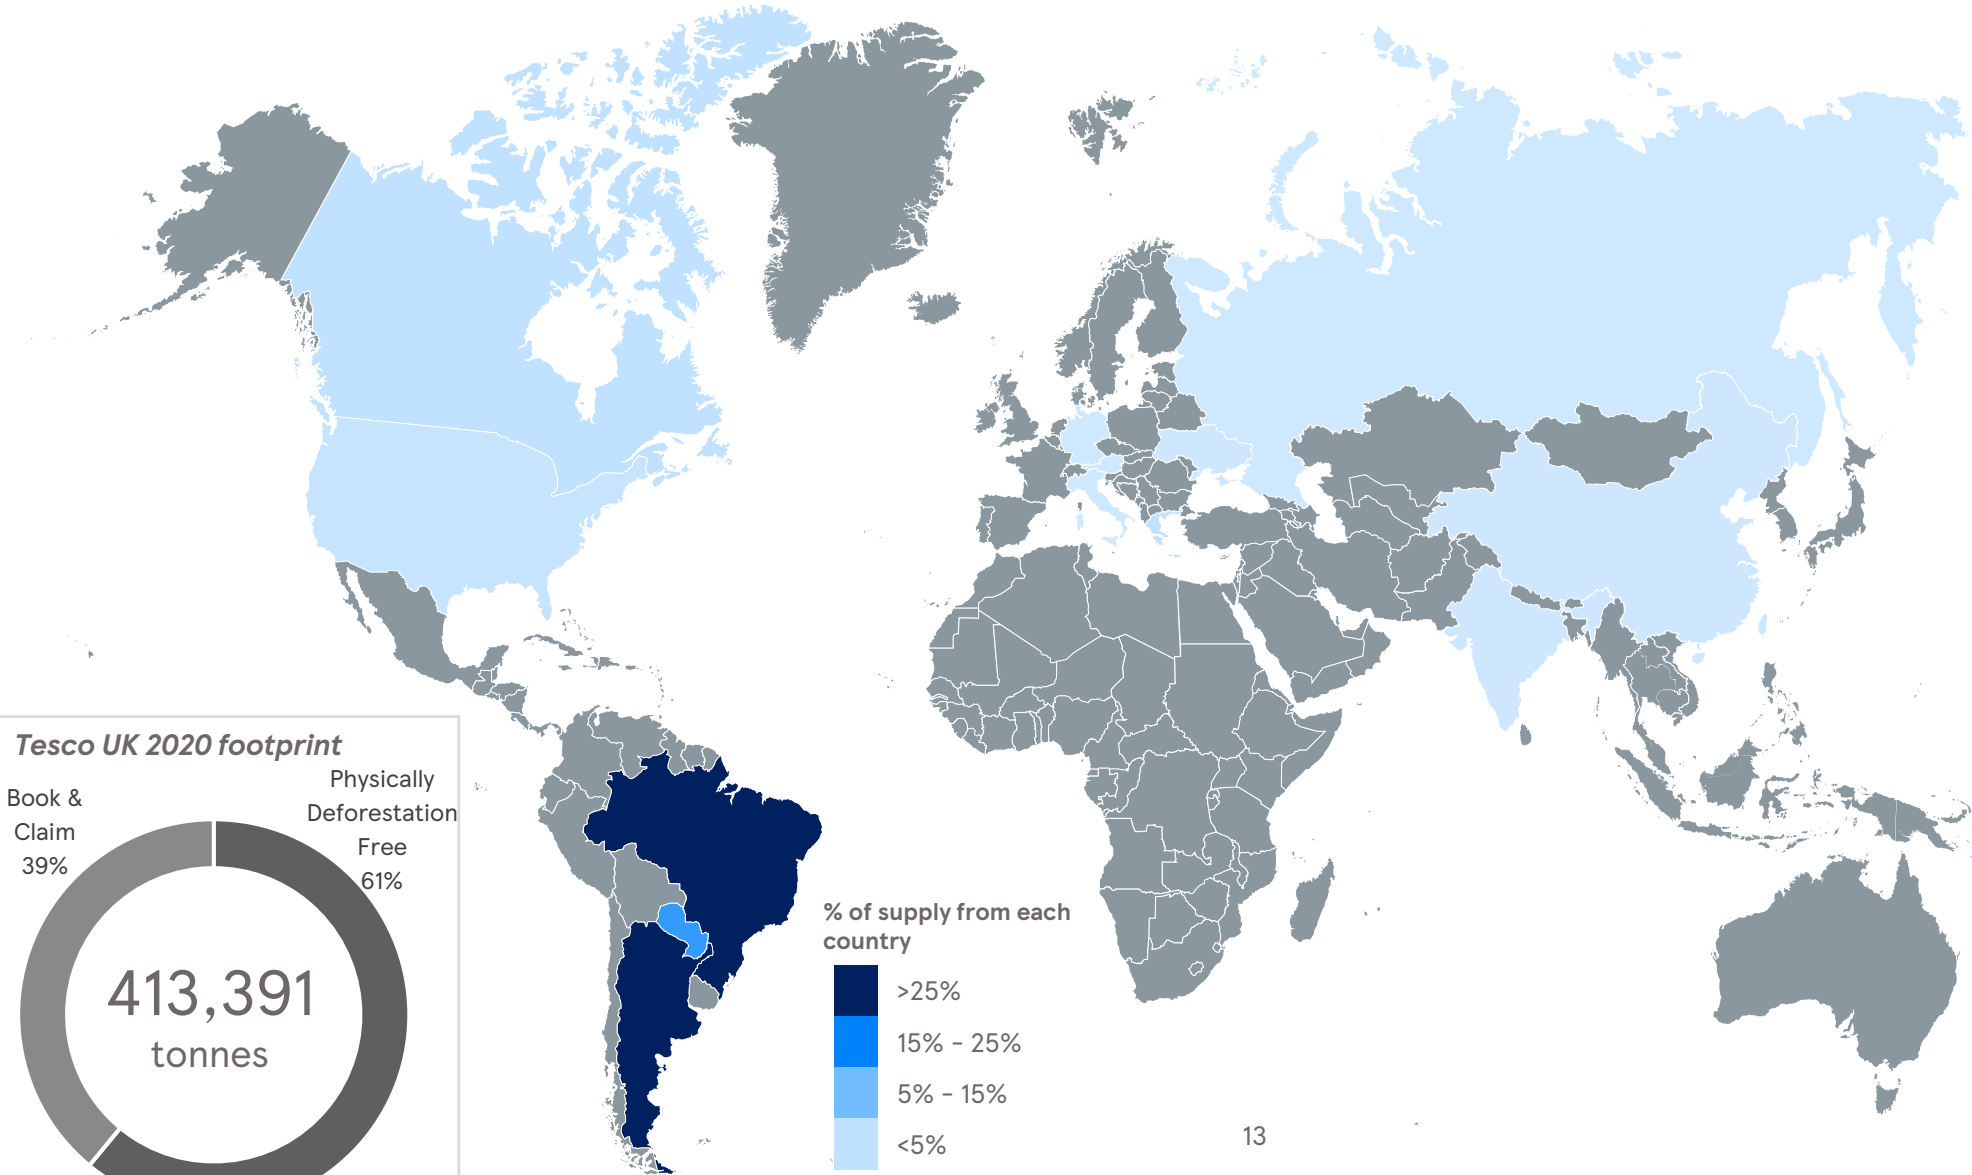 Tesco UK 2020 footprint
Book &
Claim
39%
Physically
Deforestation
Free
61%
413,391
tonnes
% of supply from each
country
>25%
15% - 25%
5% - 15%
<5%
13